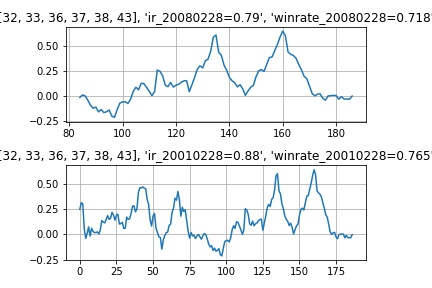 [32, 33, 36, 37, 38, 43], 'ir_20080228=0.79', 'winrate_20080228=0.718'
0.50
0.25
0.00
−0.25
80 100 120 140 160 180
[32, 33, 36, 37, 38, 43], 'ir_20010228=0.88', 'winrate_20010228=0.765'
0.50
0.25
0.00
−0.25
0 25 50 75 100 125 150 175